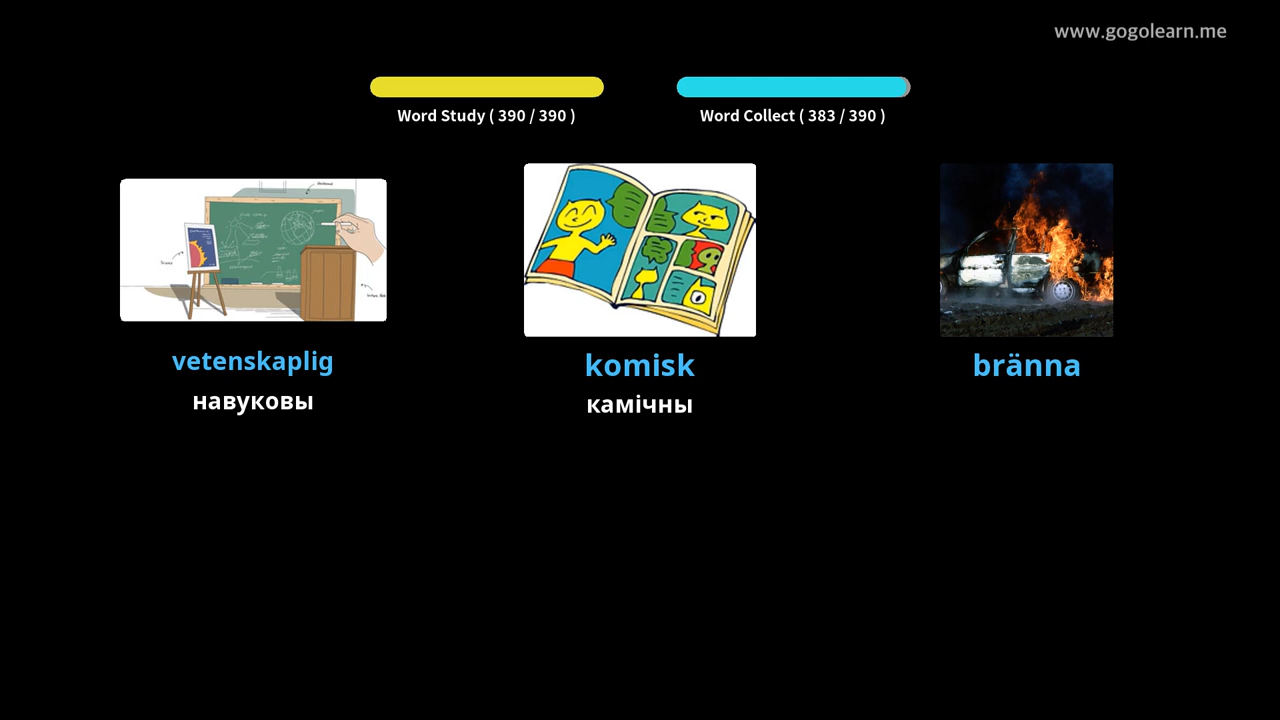 www.gogolearn.me
Word Study ( 390 / 390 )
Word Collect ( 383 / 390 )
vetenskaplig
komisk
bränna
навуковы
камічны